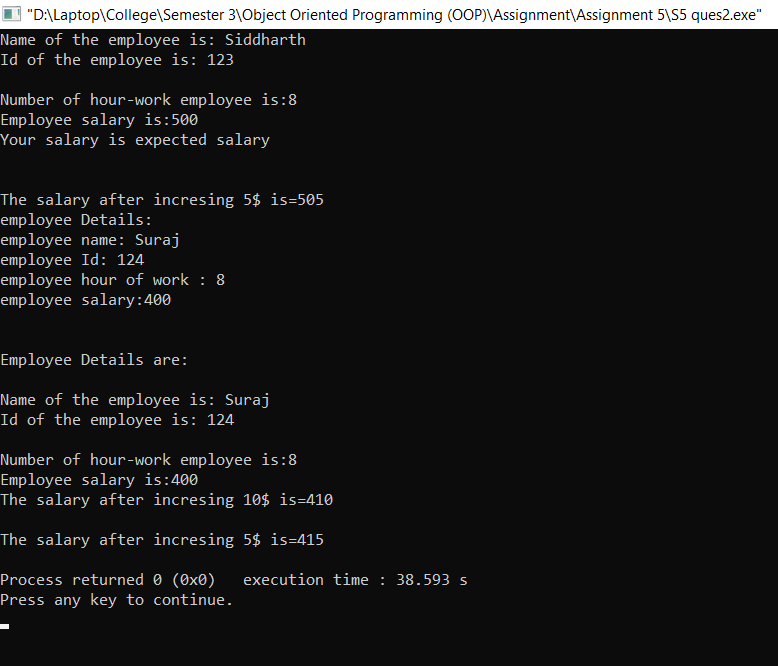 "D:\Laptop\College\Semester 3\Object Oriented Programming (OOP)\Assignment\Assignment 5\S5 ques2.exe"
Name of the employee is: Siddharth
Id of the employee is: 123
Number of hour-work employee is:8
Employee salary is:500
Your salary is expected salary
The salary after incresing 5$ is=505
employee Details:
employee name: Suraj
employee Id: 124
employee hour of work : 8
employee salary:400
Employee Details are:
Name of the employee is: Suraj
Id of the employee is: 124
Number of hour-work employee is:8
Employee salary is:400
The salary after incresing 10$ is=410
The salary after incresing 5$ is=415
Process returned 0 (0x0)   execution time : 38.593 s
Press any key to continue.